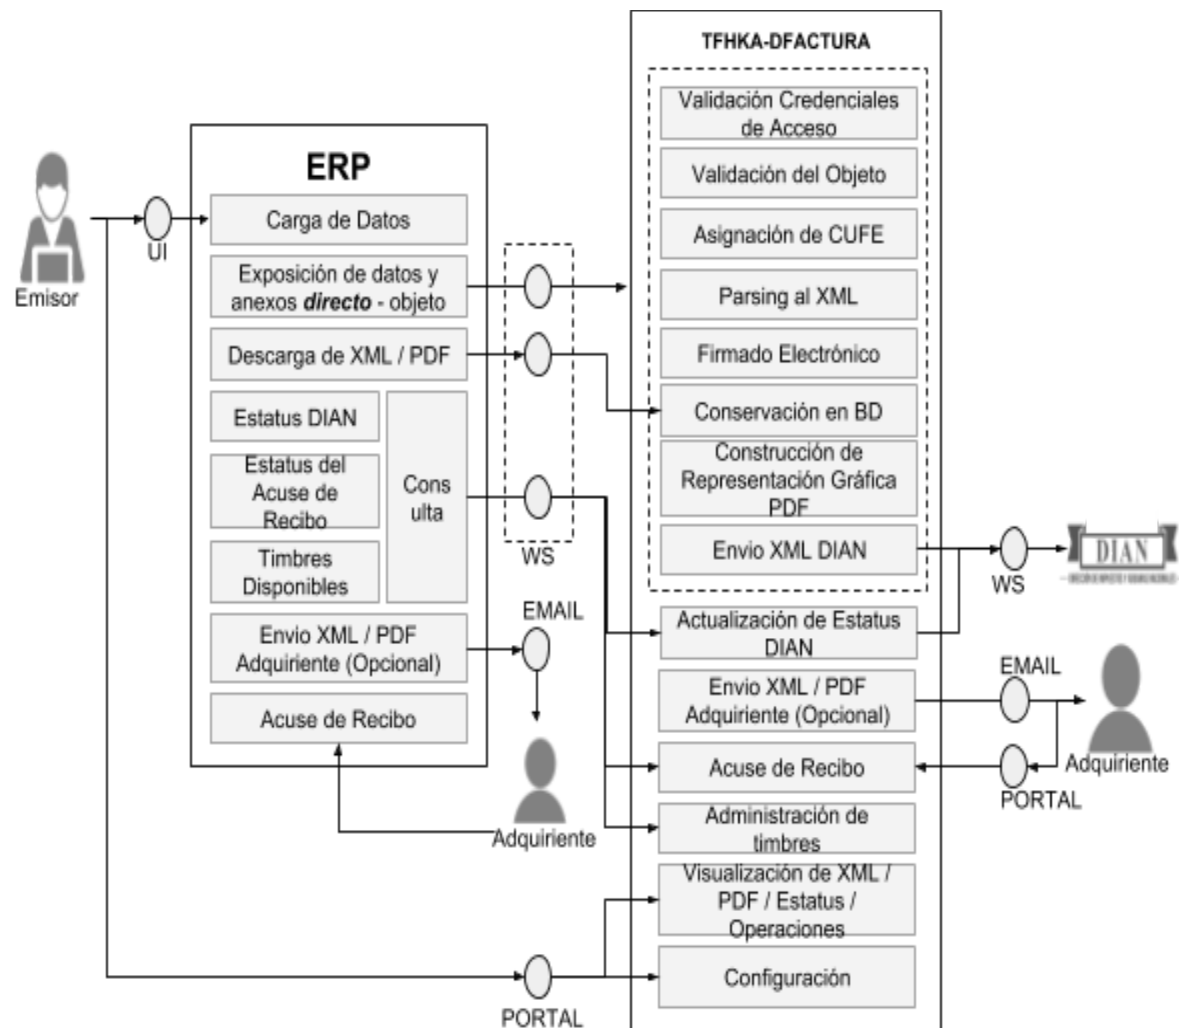 TFHKA-DFACTURA
Validación Credenciales
de Acceso
Validación del Objeto
Asignación de CUFE
Parsing al XML
Firmado Electrónico
Conservación en BD
Construcción de
Representación Gráfica
PDF
Envio XML DIAN
Actualización de Estatus
DIAN
Envio XML / PDF
Adquiriente (Opcional)
Acuse de Recibo
Administración de
timbres
Visualización de XML /
PDF / Estatus /
Operaciones
Configuración
ERP
Carga de Datos
Exposición de datos y
anexos directo - objeto
Descarga de XML / PDF
Estatus DIAN
Estatus del
Acuse de
Recibo
Timbres
Disponibles
Cons
ulta
Envio XML / PDF
Adquiriente (Opcional)
Acuse de Recibo
Emisor
UI
WS
EMAIL
Adquiriente
PORTAL
WS
DIAN
EMAIL
Adquiriente
PORTAL